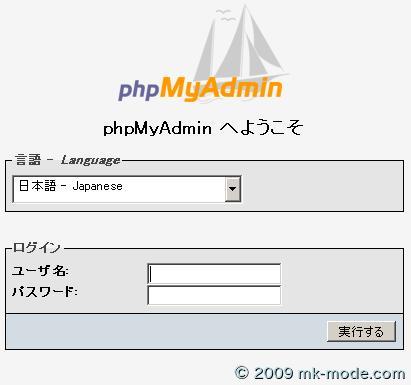 phpMyAdmin
phpMyAdmin へようこそ
言語 - Language
日本語 - Japanese
ログイン
ユーザ名:
パスワード:
実行する
© 2009 mk-mode.com